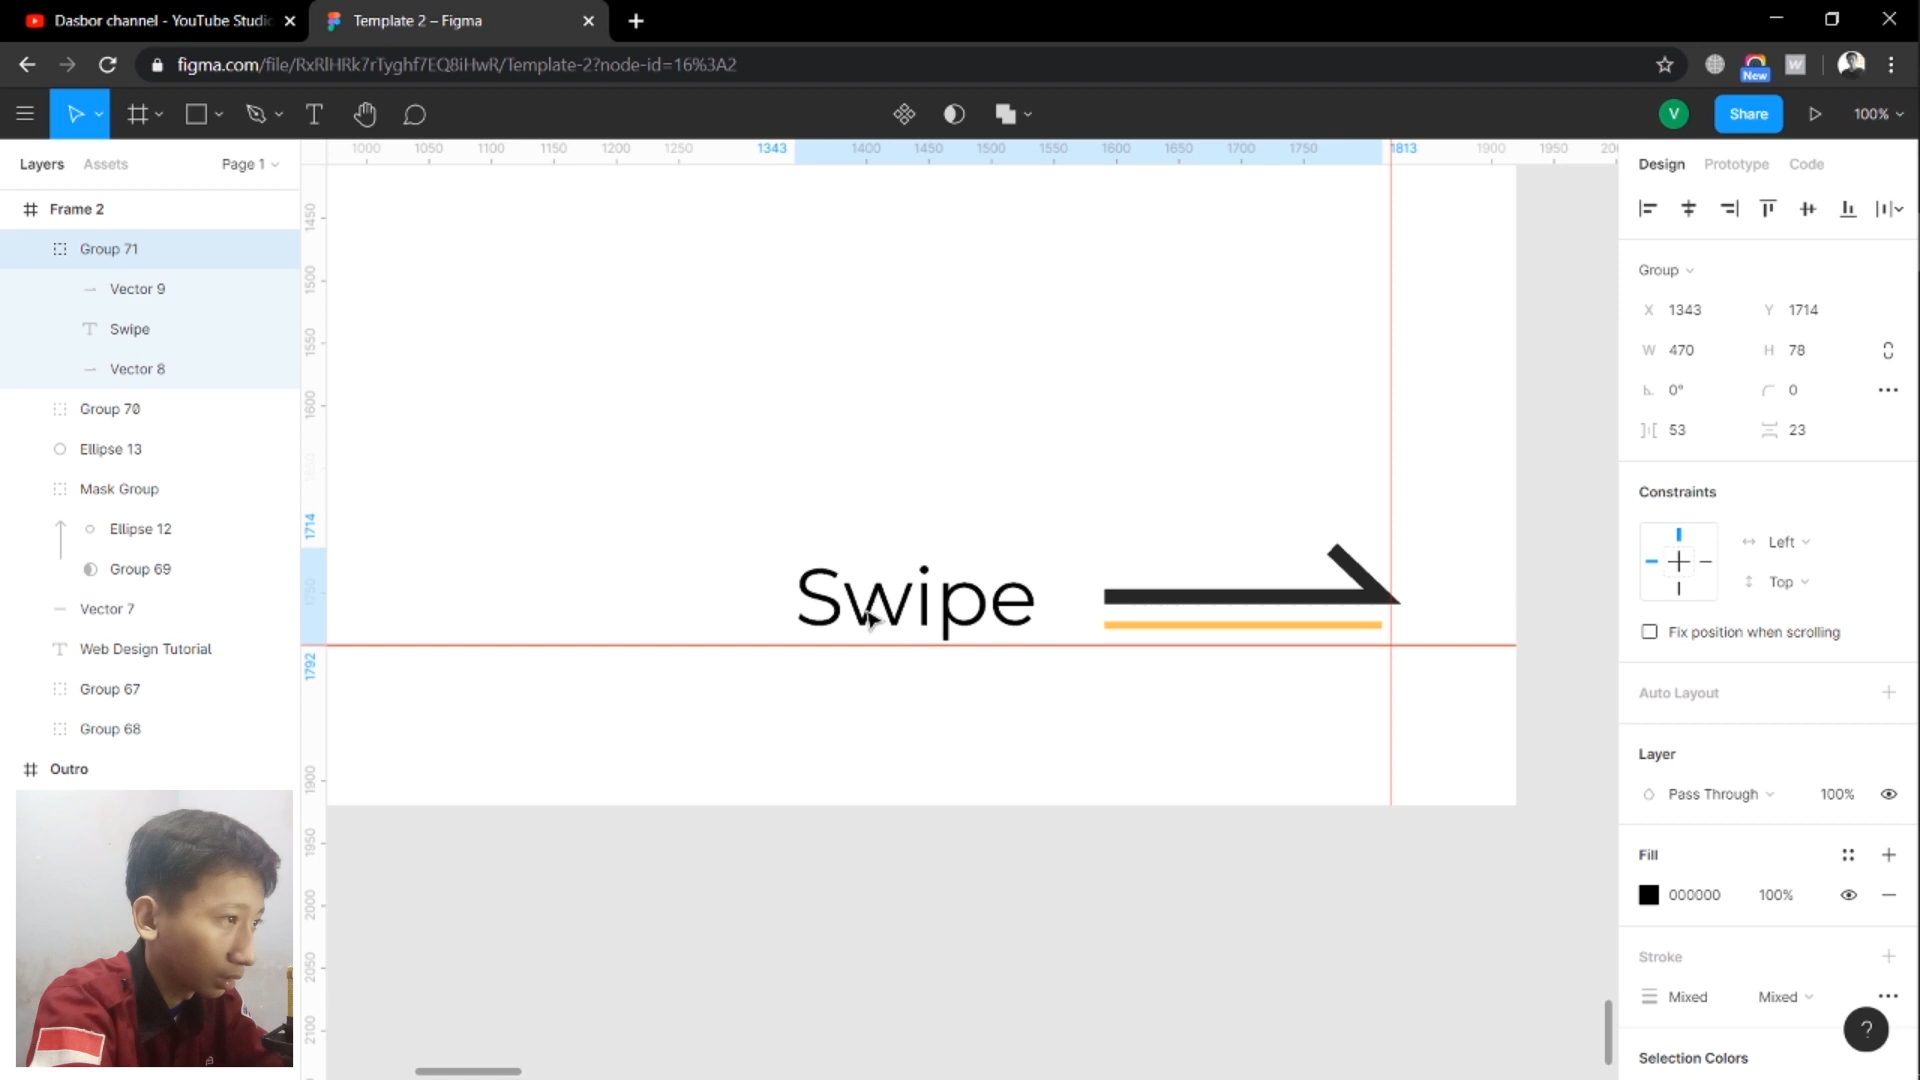 Dasbor channel - YouTube Studi
Template 2 – Figma
figma.com/file/RxRlHRk7rTyghf7EQ8iHwR/Template-2?node-id=16%3A2
New
W
V
Share
100%
Layers
Assets
Page 1
1000
1050
1100
1150
1200
1250
1343
1400
1450
1500
1550
1600
1650
1700
1750
1813
1900
1950
200
Design
Prototype
Code
Frame 2
Group 71
Vector 9
Swipe
Vector 8
Group 70
Ellipse 13
Mask Group
Ellipse 12
Group 69
Vector 7
Web Design Tutorial
Group 67
Group 68
Outro
1450
1500
1550
1600
1650
1714
1750
1792
1900
1950
2000
2050
2100
Swipe
Group
X 1343
Y 1714
W 470
H 78
0°
0
53
23
Constraints
Left
Top
Fix position when scrolling
Auto Layout
Layer
Pass Through
100%
Fill
000000
100%
Stroke
Mixed
Mixed
?
Selection Colors